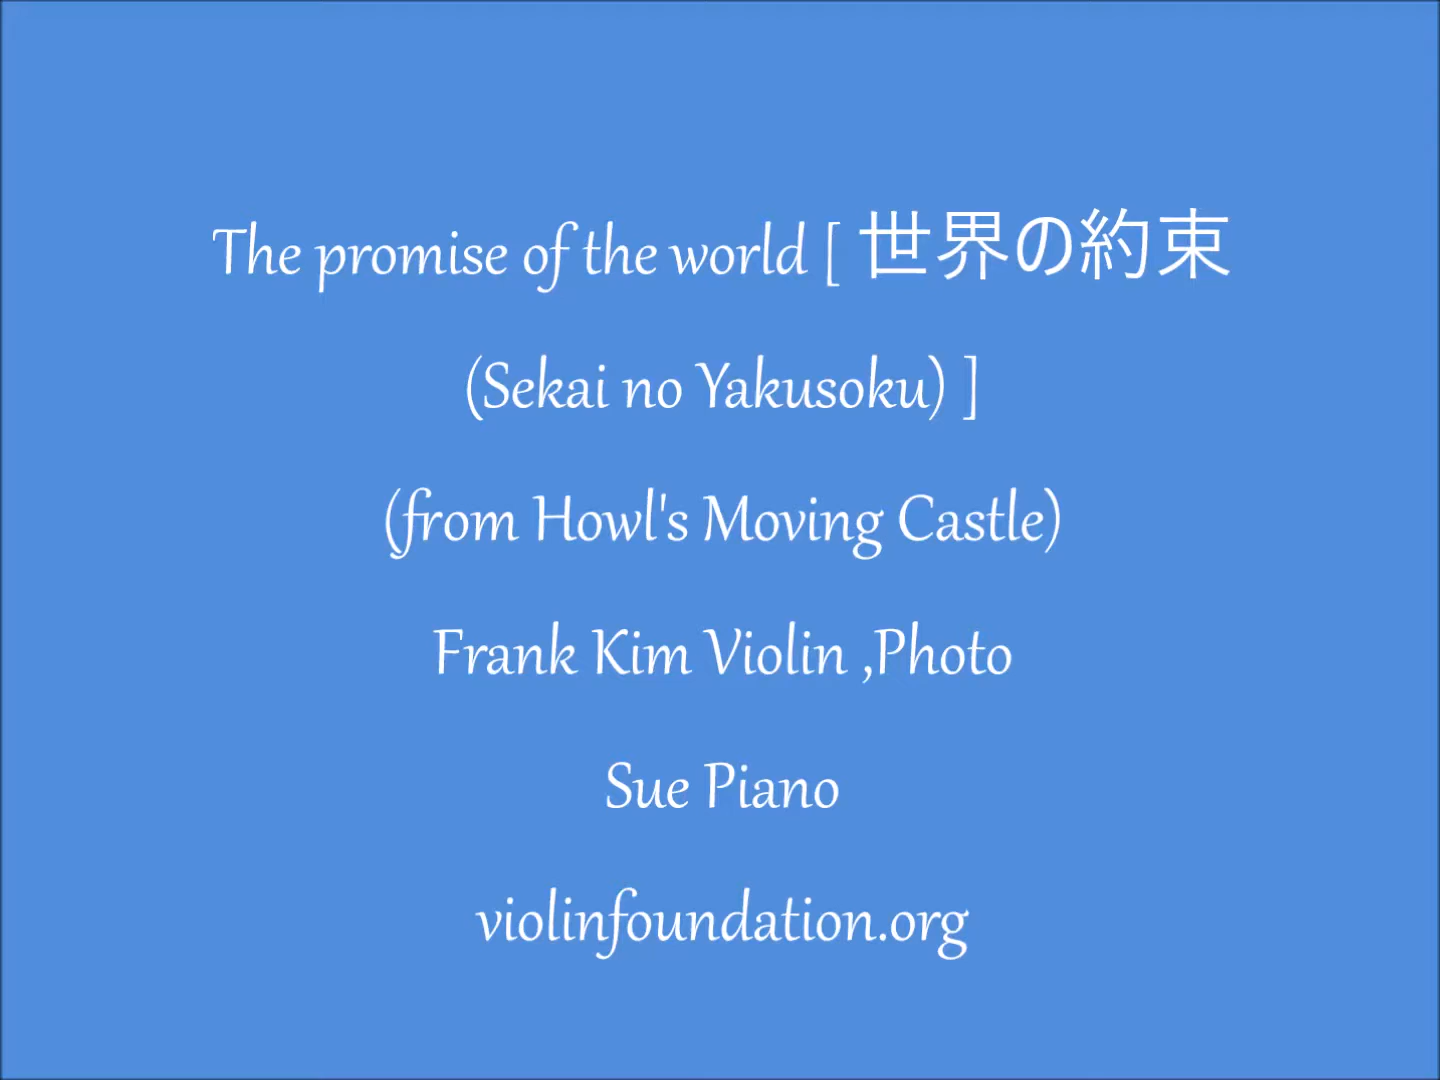 The promise of the world [ 世界の約束
(Sekai no Yakusoku) ]
(from Howl's Moving Castle)
Frank Kim Violin ,Photo
Sue Piano
violinfoundation.org